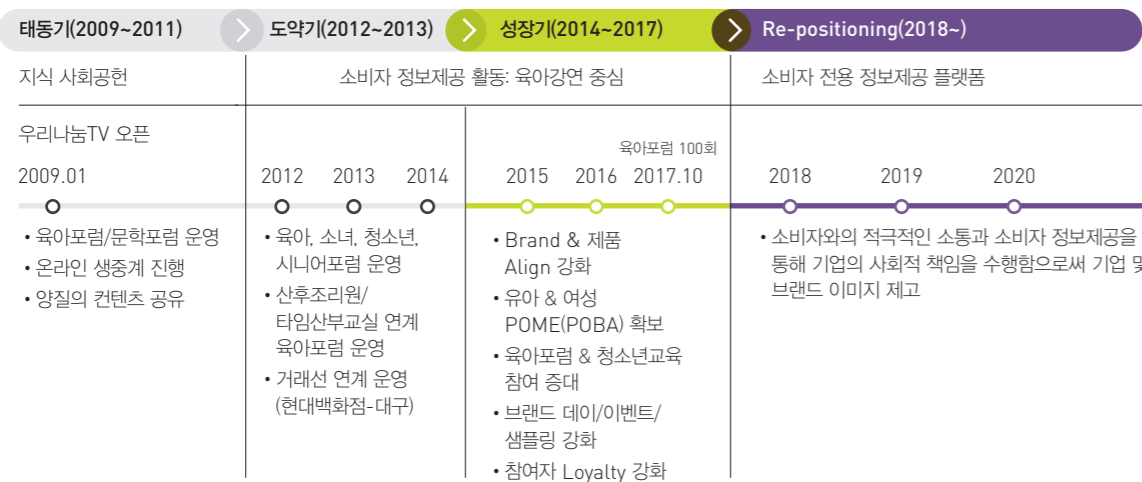 태동기(2009~2011)
도약기(2012~2013)
성장기(2014~2017)
Re-positioning(2018~)
지식 사회공헌
소비자 정보제공 활동: 육아강연 중심
소비자 전용 정보제공 플랫폼
우리나눔TV 오픈
육아포럼 100회
2009.01
2012
2013
2014
2015
2016
2017.10
2018
2019
2020
• 육아포럼/문학포럼 운영
• 온라인 생중계 진행
• 양질의 컨텐츠 공유
• 육아, 소녀, 청소년,
시니어포럼 운영
• 산후조리원/
타임산부교실 연계
육아포럼 운영
• 거래선 연계 운영
(현대백화점-대구)
• Brand & 제품
Align 강화
• 유아 & 여성
POME(POBA) 확보
• 육아포럼 & 청소년교육
참여 증대
• 브랜드 데이/이벤트/
샘플링 강화
• 참여자 Loyalty 강화
• 소비자와의 적극적인 소통과 소비자 정보제공을
통해 기업의 사회적 책임을 수행함으로써 기업 및
브랜드 이미지 제고